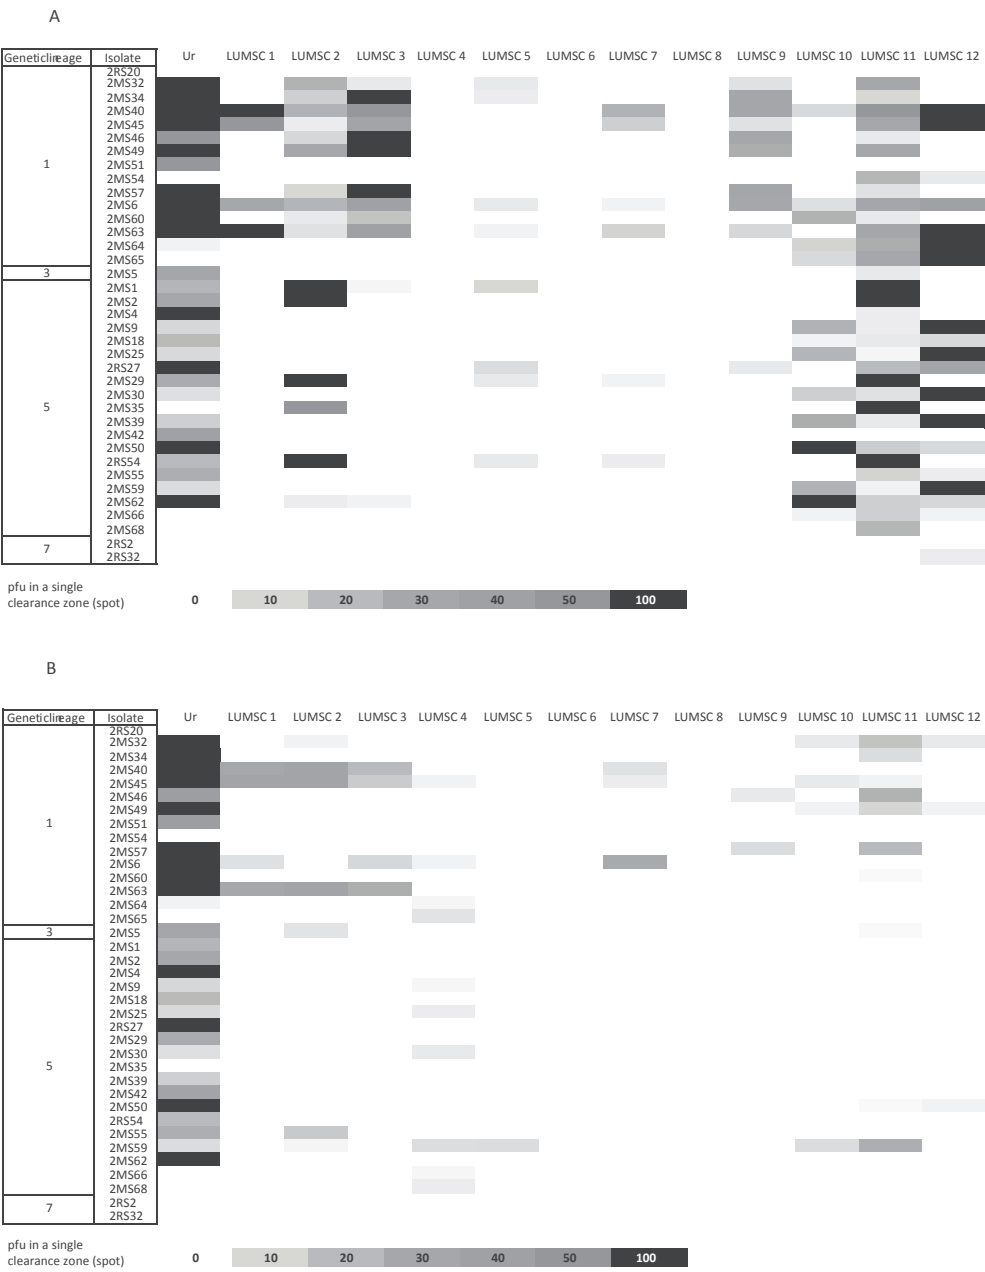 A
Geneticlineage Isolate Ur LUMSC 1 LUMSC 2 LUMSC 3 LUMSC 4 LUMSC 5 LUMSC 6 LUMSC 7 LUMSC 8 LUMSC 9 LUMSC 10 LUMSC 11 LUMSC 12
2RS20
2MS32
2MS34
2MS40
2MS45
2MS46
2MS49
1 2MS51
2MS54
2MS57
2MS6
2MS60
2MS63
2MS64
2MS65
3 2MS5
2MS1
2MS2
2MS4
2MS9
2MS18
2MS25
2RS27
2MS29
2MS30
5 2MS35
2MS39
2MS42
2MS50
2RS54
2MS55
2MS59
2MS62
2MS66
2MS68
7 2RS2
2RS32
pfu in a single
clearance zone (spot) 0 10 20 30 40 50 100
B
Geneticlineage Isolate Ur LUMSC 1 LUMSC 2 LUMSC 3 LUMSC 4 LUMSC 5 LUMSC 6 LUMSC 7 LUMSC 8 LUMSC 9 LUMSC 10 LUMSC 11 LUMSC 12
2RS20
2MS32
2MS34
2MS40
2MS45
2MS46
2MS49
1 2MS51
2MS54
2MS57
2MS6
2MS60
2MS63
2MS64
2MS65
3 2MS5
2MS1
2MS2
2MS4
2MS9
2MS18
2MS25
2RS27
2MS29
2MS30
5 2MS35
2MS39
2MS42
2MS50
2RS54
2MS55
2MS59
2MS62
2MS66
2MS68
7 2RS2
2RS32
pfu in a single
clearance zone (spot) 0 10 20 30 40 50 100